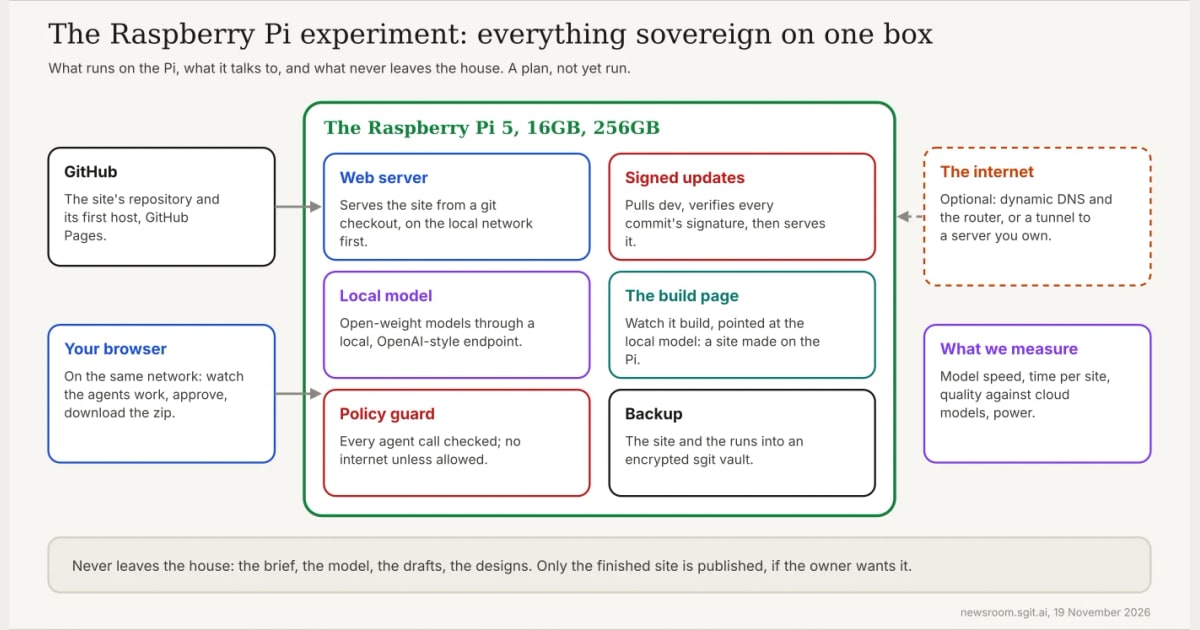 The Raspberry Pi experiment: everything sovereign on one box
What runs on the Pi, what it talks to, and what never leaves the house. A plan, not yet run.
GitHub
The site's repository and
its first host, GitHub
Pages.
Your browser
On the same network: watch
the agents work, approve,
download the zip.
The Raspberry Pi 5, 16GB, 256GB
Web server
Serves the site from a git
checkout, on the local network
first.
Signed updates
Pulls dev, verifies every
commit's signature, then serves
it.
Local model
Open-weight models through a
local, OpenAI-style endpoint.
The build page
Watch it build, pointed at the
local model: a site made on the
Pi.
Policy guard
Every agent call checked; no
internet unless allowed.
Backup
The site and the runs into an
encrypted sgit vault.
The internet
Optional: dynamic DNS and
the router, or a tunnel to
a server you own.
What we measure
Model speed, time per site,
quality against cloud
models, power.
Never leaves the house: the brief, the model, the drafts, the designs. Only the finished site is published, if the owner wants it.
newsroom.sgit.ai, 19 November 2026